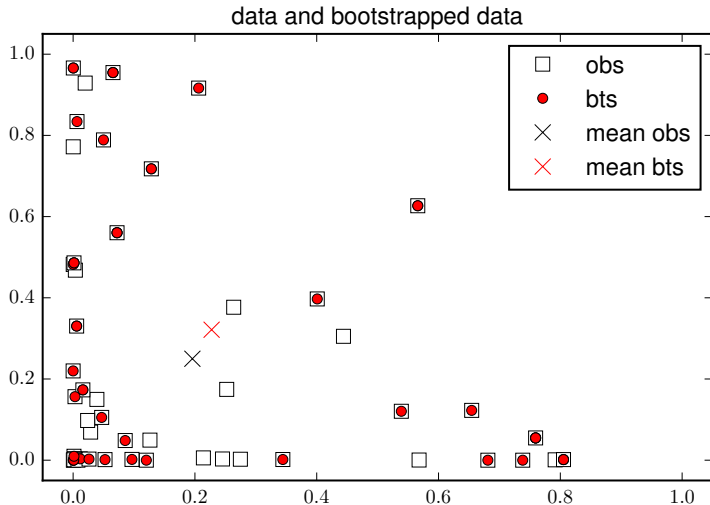 data and bootstrapped data
1.0
0.8
0.6
0.4
0.2
0.0
obs
bts
mean obs
mean bts
0.0 0.2 0.4 0.6 0.8 1.0